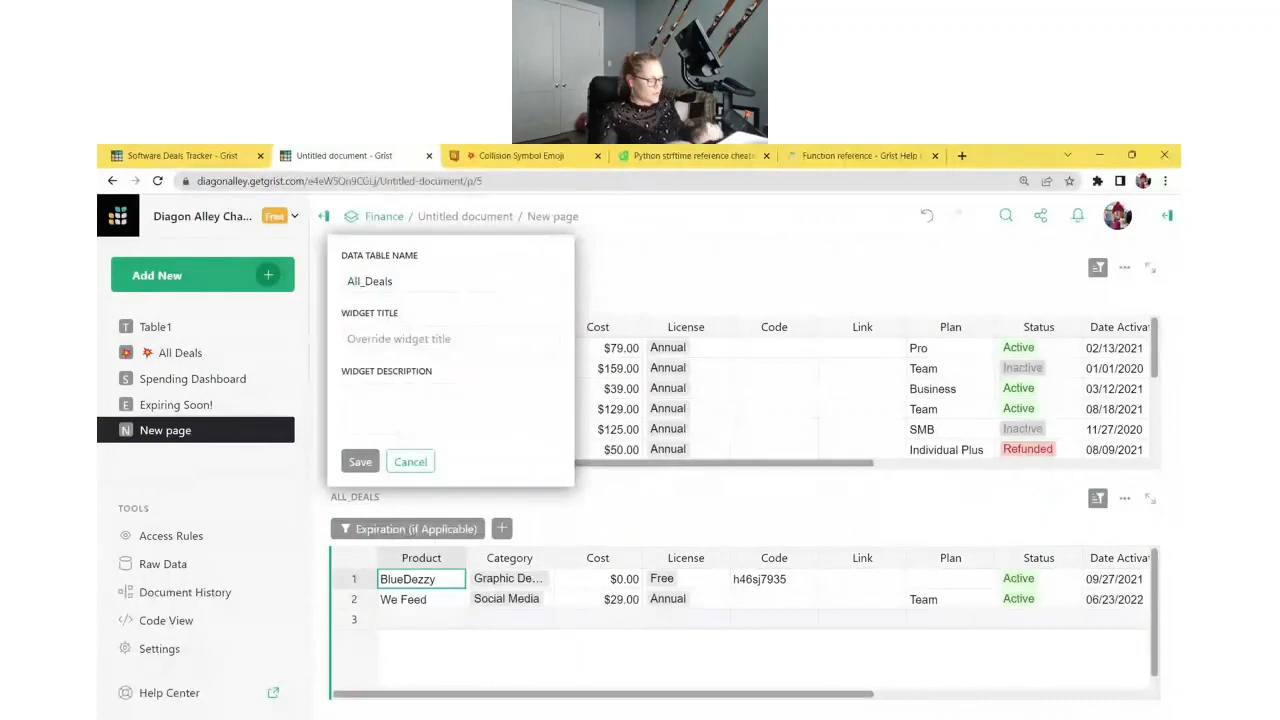 Software Deals Tracker - Grist
Untitled document - Grist
Collision Symbol Emoji
Python strftime reference cheat
Function reference - Grist Help
diagonalley.getgrist.com/e4eW5Qn9CGLj/Untitled-document/p/5
Diagon Alley Cha... Free
Finance / Untitled document / New page
Add New
Table1
All Deals
Spending Dashboard
Expiring Soon!
New page
TOOLS
Access Rules
Raw Data
Document History
Code View
Settings
Help Center
DATA TABLE NAME
All_Deals
WIDGET TITLE
Override widget title
WIDGET DESCRIPTION
Save Cancel
Cost License Code Link Plan Status Date Activat
$79.00 Annual Pro Active 02/13/2021
$159.00 Annual Team Inactive 01/01/2020
$39.00 Annual Business Active 03/12/2021
$129.00 Annual Team Active 08/18/2021
$125.00 Annual SMB Inactive 11/27/2020
$50.00 Annual Individual Plus Refunded 08/09/2021
ALL_DEALS
Expiration (if Applicable)
Product Category Cost License Code Link Plan Status Date Activat
1 BlueDezzy Graphic De... $0.00 Free h46sj7935 Active 09/27/2021
2 We Feed Social Media $29.00 Annual Team Active 06/23/2022
3